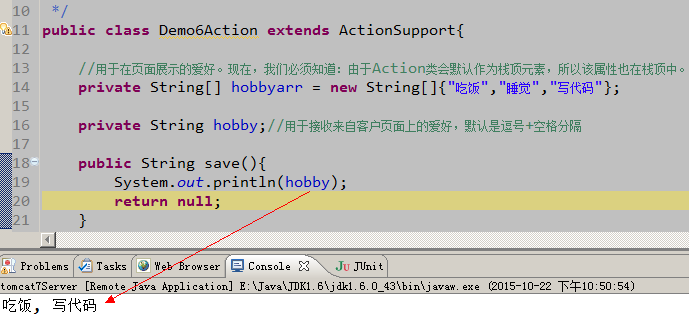 10 */
11 public class Demo6Action extends ActionSupport{
12
13 //用于在页面展示的爱好。现在，我们必须知道：由于Action类会默认作为栈顶元素，所以该属性也在栈顶中。
14 private String[] hobbyarr = new String[]{"吃饭","睡觉","写代码"};
15
16 private String hobby;//用于接收来自客户页面上的爱好，默认是逗号+空格分隔
17
18 public String save(){
19 System.out.println(hobby);
20 return null;
21 }
Problems Tasks Web Browser Console JUnit
tomcat7Server [Remote Java Application] E:\Java\JDK1.6\jdk1.6.0_43\bin\javaw.exe (2015-10-22 下午10:50:54)
吃饭, 写代码